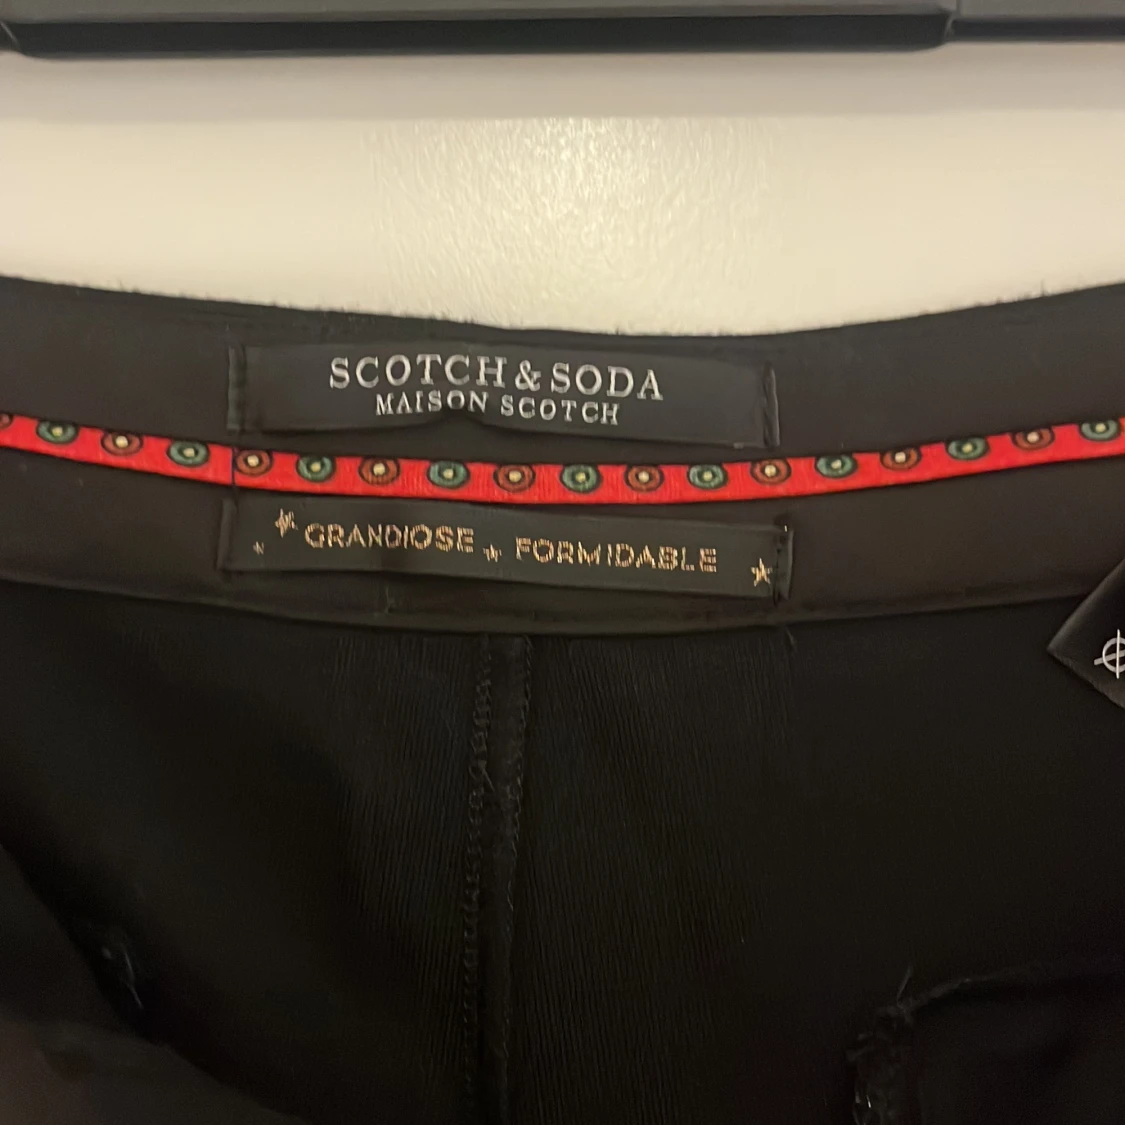 SCOTCH & SODA
MAISON SCOTCH
GRANDIOSE FORMIDABLE